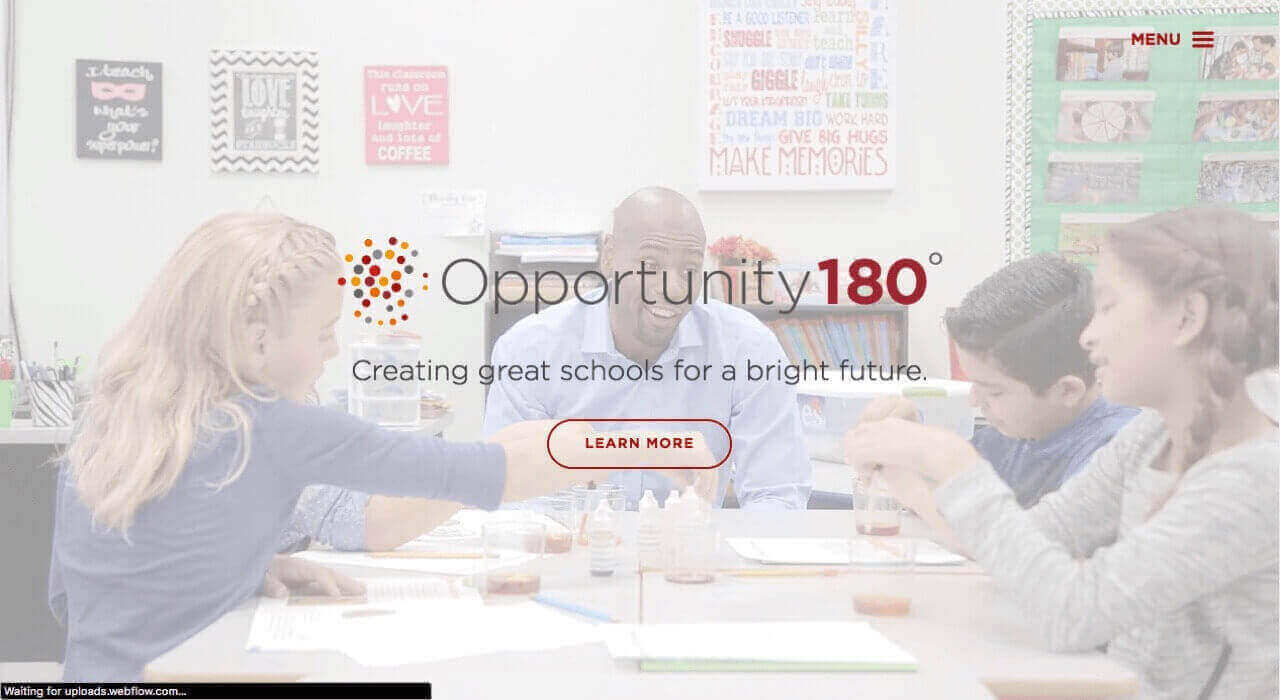 MENU
BE A GOOD LISTENER
SNUGGLE
teach
GIGGLE
TAKE TURNS
DREAM BIG WORK HARD
GIVE BIG HUGS
MAKE MEMORIES
I teach
what's
your
superpower?
LOVE
This classroom
runs on
LOVE
laughter
and lots of
COFFEE
Opportunity180°
Creating great schools for a bright future.
LEARN MORE
Waiting for uploads.webflow.com...